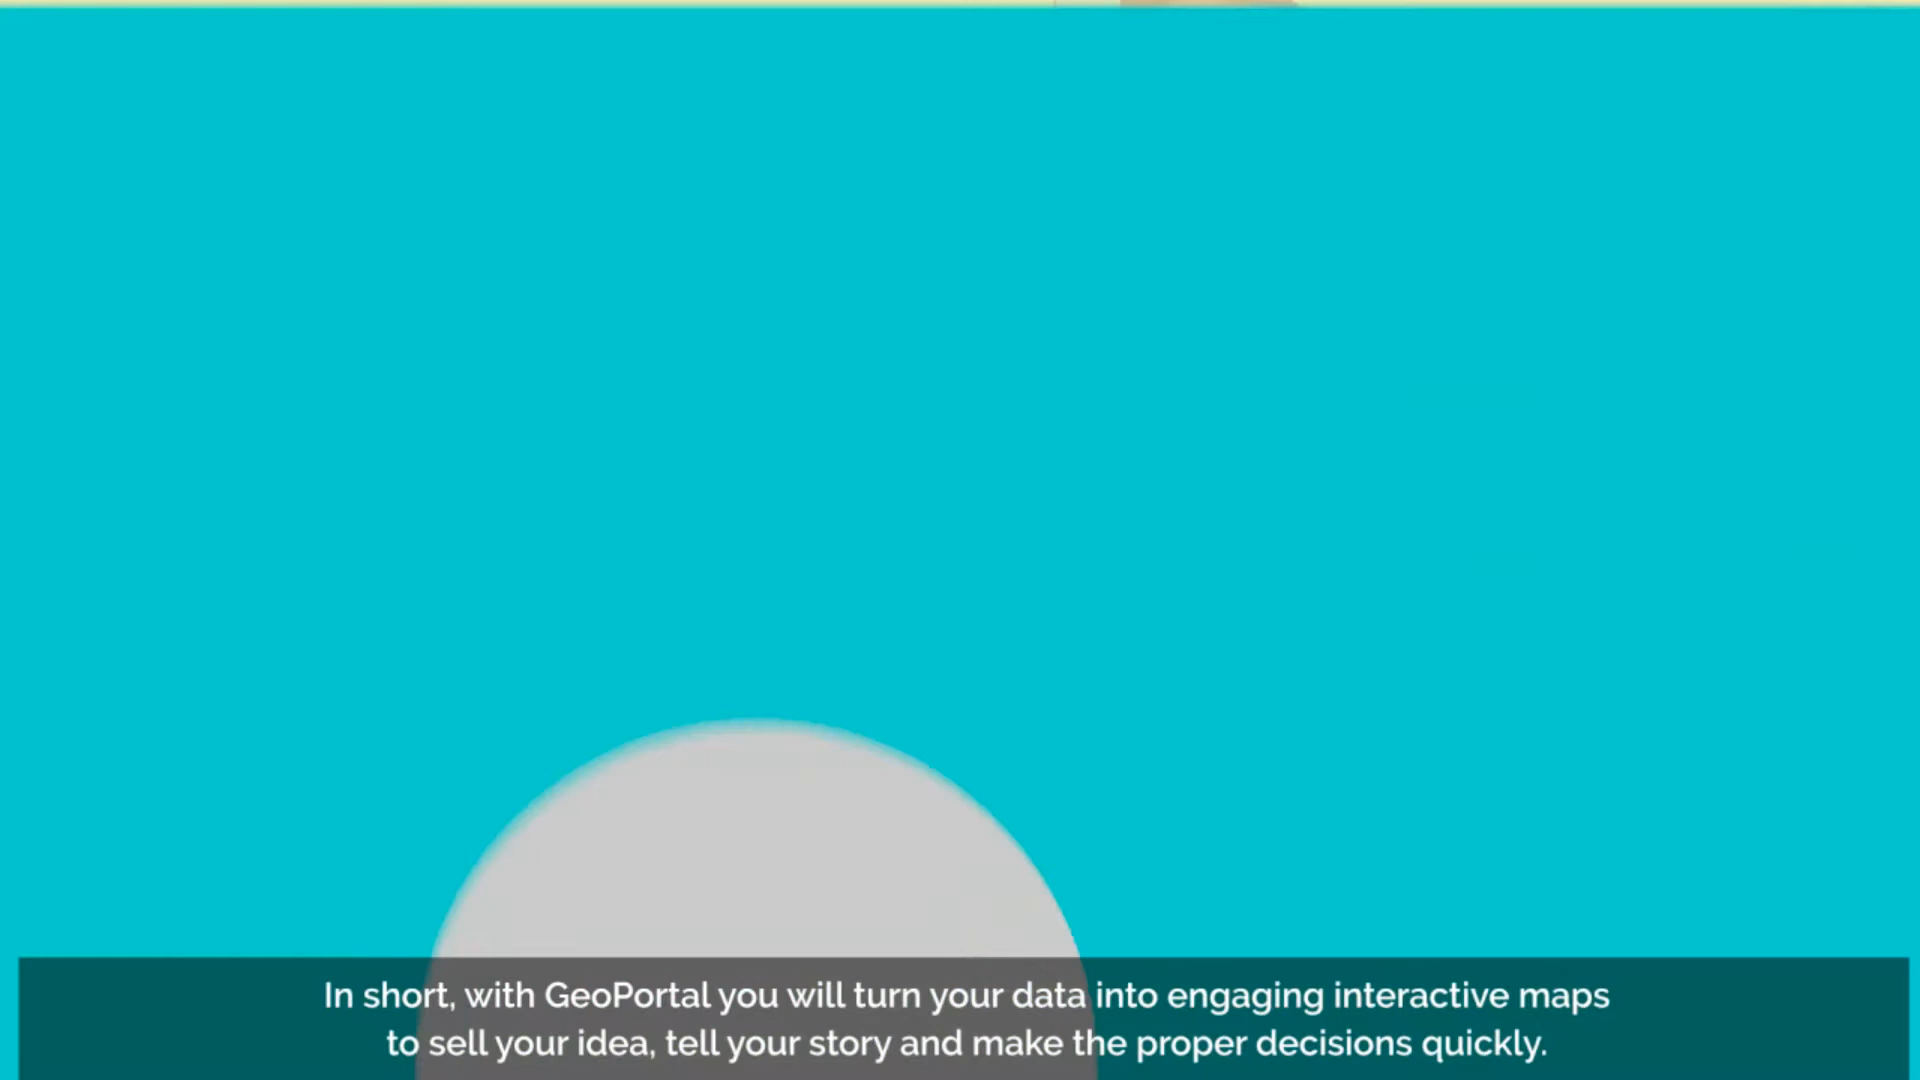 In short, with GeoPortal you will turn your data into engaging interactive maps
to sell your idea, tell your story and make the proper decisions quickly.